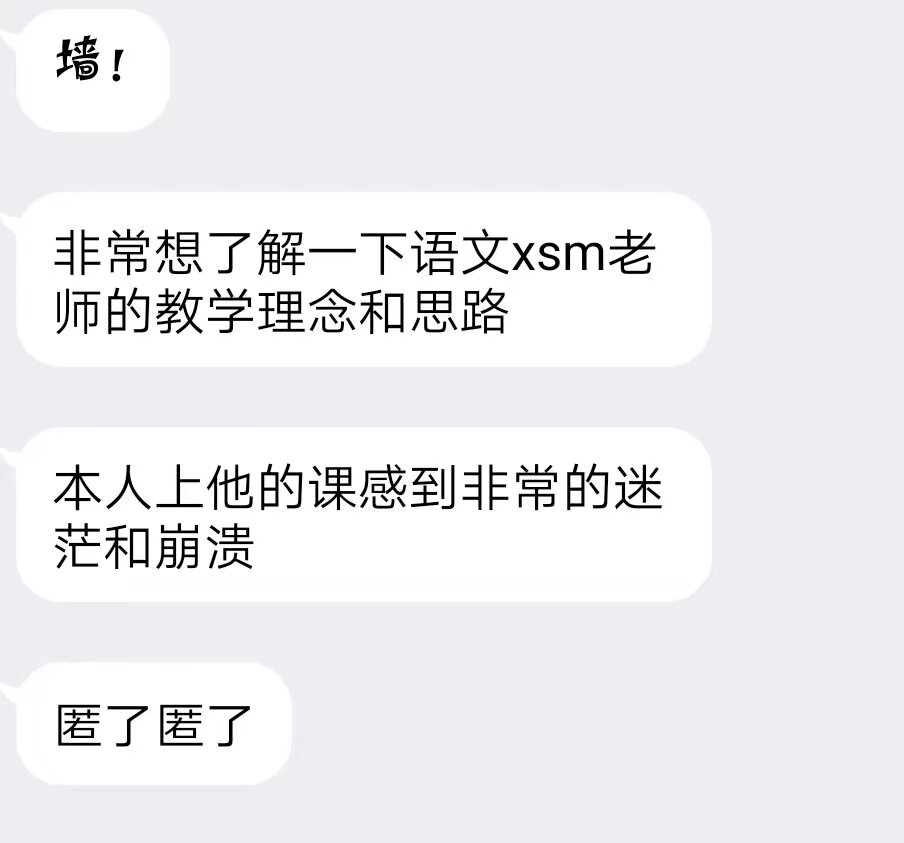 墙！
非常想了解一下语文xsm老
师的教学理念和思路
本人上他的课感到非常的迷
茫和崩溃
匿了匿了